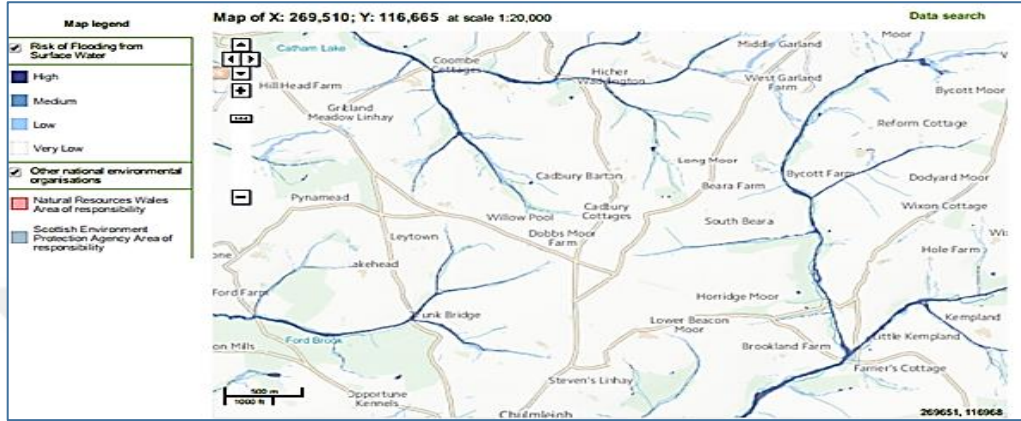 Map legend
Risk of Flooding from
Surface Water
High
Medium
Low
Very Low
Other national environmental
organisations
Natural Resources Wales
Area of responsibility
Scottish Environment
Protection Agency Area of
responsibility
Map of X: 269,510; Y: 116,665 at scale 1:20,000
Data search
Catham Lake
Coombe
Cottages
Middle Garland
Moor
Hill Head Farm
Higher
Waddington
West Garland
Farm
Bycott Moor
Gribland
Meadow Linhay
Reform Cottage
Long Moor
Cadbury Barton
Beara Farm
Bycott Farm
Dodyard Moor
Pynamead
Willow Pool
Cadbury
Cottages
Wixon Cottage
South Beara
Leytown
Dobbs Moor
Farm
Hole Farm
Lakehead
Ford Farm
Horridge Moor
unk Bridge
Lower Beacon
Moor
Kempland
Little Kempland
on Mills
Ford Brook
Brookland Farm
Farrier's Cottage
Steven's Linhay
500 m
1000 ft
Opportune
Kennels
Chulmleigh
269651, 116968